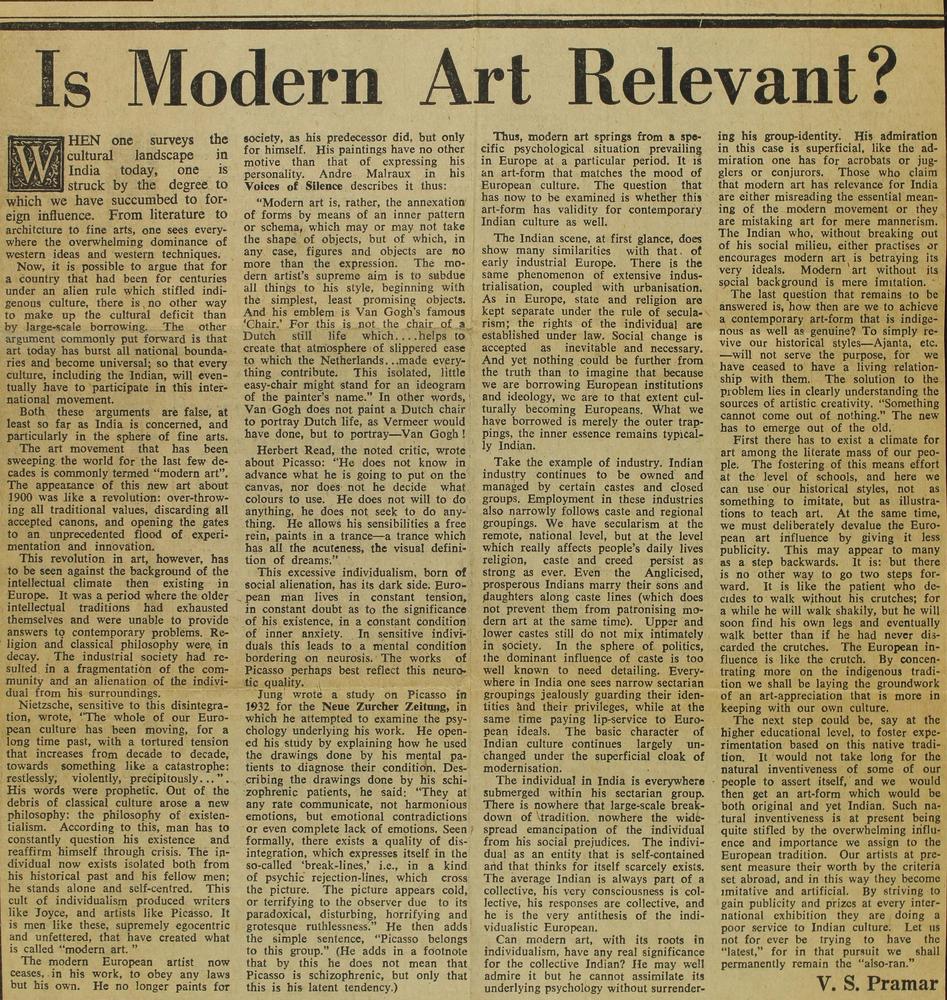 Is Modern Art Relevant?
WHEN one surveys the
cultural landscape in
India today, one is
struck by the degree to
which we have succumbed to for-
eign influence. From literature to
architcture to fine arts, one sees every-
where the overwhelming dominance of
western ideas and western techniques.
Now, it is possible to argue that for
a country that had been for centuries
under an alien rule which stifled indi-
genous culture, there is no other way
to make up the cultural deficit than
by large-scale borrowing. The other
argument commonly put forward is that
art today has burst all national bounda-
ries and become universal; so that every
culture, including the Indian, will even-
tually have to participate in this inter-
national movement.
Both these arguments are false, at
least so far as India is concerned, and
particularly in the sphere of fine arts.
The art movement that has been
sweeping the world for the last few de-
cades is commonly termed "modern art".
The appearance of this new art about
1900 was like a revolution: over-throw-
ing all traditional values, discarding all
accepted canons, and opening the gates
to an unprecedented flood of experi-
mentation and innovation.
This revolution in art, however, has
to be seen against the background of the
intellectual climate then existing in
Europe. It was a period where the older
intellectual traditions had exhausted
themselves and were unable to provide
answers to contemporary problems. Re-
ligion and classical philosophy were in
decay. The industrial society had re-
sulted in a fragmentation of the com-
munity and an alienation of the indivi-
dual from his surroundings.
Nietzsche, sensitive to this disintegra-
tion, wrote, 'The whole of our Euro-
pean culture has been moving, for a
long time past, with a tortured tension
that increases from decade to decade,
towards something like a catastrophe:
restlessly, violently, precipitously...".
His words were prophetic. Out of the
debris of classical culture arose a new
philosophy: the philosophy of existen-
tialism. According to this, man has to
constantly question his existence and
reaffirm himself through crisis. The in-
dividual now exists isolated both from
his historical past and his fellow men;
he stands alone and self-centred. This
cult of individualism produced writers
like Joyce, and artists like Picasso. It
is men like these, supremely egocentric
and unfettered, that have created what
is called "modern art."
The modern European artist now
ceases, in his work, to obey any laws
but his own. He no longer paints for
society, as his predecessor did, but only
for himself. His paintings have no other
motive than that of expressing his
personality. Andre Malraux in his
Voices of Silence describes it thus:
"Modern art is, rather, the annexation
of forms by means of an inner pattern
or schema, which may or may not take
the shape of objects, but of which, in
any case, figures and objects are no
more than the expression. The mo-
dern artist's supreme aim is to subdue
all things to his style, beginning with
the simplest, least promising objects.
And his emblem is Van Gogh's famous
'Chair.' For this is not the chair of a
Dutch still life which....helps to
create that atmosphere of slippered ease
to which the Netherlands...made every-
thing contribute. This isolated, little
easy-chair might stand for an ideogram
of the painter's name." In other words,
Van Gogh does not paint a Dutch chair
to portray Dutch life, as Vermeer would
have done, but to portray—Van Gogh!
Herbert Read, the noted critic, wrote
about Picasso: "He does not know in
advance what he is going to put on the
canvas, nor does not he decide what
colours to use. He does not will to do
anything, he does not seek to do any-
thing. He allows his sensibilities a free
rein, paints in a trance—a trance which
has all the acuteness, the visual defini-
tion of dreams."
This excessive individualism, born of
social alienation, has its dark side. Euro-
pean man lives in constant tension,
in constant doubt as to the significance
of his existence, in a constant condition
of inner anxiety. In sensitive indivi-
duals this leads to a mental condition
bordering on neurosis. The works of
Picasso perhaps best reflect this neuro-
tic quality.
Jung wrote a study on Picasso in
1932 for the Neue Zurcher Zeitung, in
which he attempted to examine the psy-
chology underlying his work. He open-
ed his study by explaining how he used
the drawings done by his mental pa-
tients to diagnose their condition. Des-
cribing the drawings done by his schi-
zophrenic patients, he said: "They at
any rate communicate, not harmonious
emotions, but emotional contradictions
or even complete lack of emotions. Seen
formally, there exists a quality of dis-
integration, which expresses itself in the
so-called 'break-lines,' i.e., in a kind
of psychic rejection-lines, which cross
the picture. The picture appears cold,
or terrifying to the observer due to its
paradoxical, disturbing, horrifying and
grotesque ruthlessness." He then adds
the simple sentence, "Picasso belongs
to this group." (He adds in a footnote
that by this he does not mean that
Picasso is schizophrenic, but only that
this is his latent tendency.)
Thus, modern art springs from a spe-
cific psychological situation prevailing
in Europe at a particular period. It is
an art-form that matches the mood of
European culture. The question that
has now to be examined is whether this
art-form has validity for contemporary
Indian culture as well.
The Indian scene, at first glance, does
show many similarities with that of
early industrial Europe. There is the
same phenomenon of extensive indus-
trialisation, coupled with urbanisation.
As in Europe, state and religion are
kept separate under the rule of secula-
rism; the rights of the individual are
established under law. Social change is
accepted as inevitable and necessary.
And yet nothing could be further from
the truth than to imagine that because
we are borrowing European institutions
and ideology, we are to that extent cul-
turally becoming Europeans. What we
have borrowed is merely the outer trap-
pings, the inner essence remains typical-
ly Indian.
Take the example of industry. Indian
industry continues to be owned and
managed by certain castes and closed
groups. Employment in these industries
also narrowly follows caste and regional
groupings. We have secularism at the
remote, national level, but at the level
which really affects people's daily lives
religion, caste and creed persist as
strong as ever. Even the Anglicised,
prosperous Indians marry their sons and
daughters along caste lines (which does
not prevent them from patronising mo-
dern art at the same time). Upper and
lower castes still do not mix intimately
in society. In the sphere of politics,
the dominant influence of caste is too
well known to need detailing. Every-
where in India one sees narrow sectarian
groupings jealously guarding their iden-
tities and their privileges, while at the
same time paying lip-service to Euro-
pean ideals. The basic character of
Indian culture continues largely un-
changed under the superficial cloak of
modernisation.
The individual in India is everywhere
submerged within his sectarian group.
There is nowhere that large-scale break-
down of tradition. nowhere the wide-
spread emancipation of the individual
from his social prejudices. The indivi-
dual as an entity that is self-contained
and that thinks for itself scarcely exists.
The average Indian is always part of a
collective, his very consciousness is col-
lective, his responses are collective, and
he is the very antithesis of the indi-
vidualistic European.
Can modern art, with its roots in
individualism, have any real significance
for the collective Indian? He may well
admire it but he cannot assimilate its
underlying psychology without surrender-
ing his group-identity. His admiration
in this case is superficial, like the ad-
miration one has for acrobats or jug-
glers or conjurors. Those who claim
that modern art has relevance for India
are either misreading the essential mean-
ing of the modern movement or they
are mistaking art for mere mannerism.
The Indian who, without breaking out
of his social milieu, either practises or
encourages modern art is betraying its
very ideals. Modern art without its
social background is mere imitation.
The last question that remains to be
answered is, how then are we to achieve
a contemporary art-form that is indige-
nous as well as genuine? To simply re-
vive our historical styles—Ajanta, etc.
—will not serve the purpose, for we
have ceased to have a living relation-
ship with them. The solution to the
problem lies in clearly understanding the
sources of artistic creativity. "Something
cannot come out of nothing." The new
has to emerge out of the old.
First there has to exist a climate for
art among the literate mass of our peo-
ple. The fostering of this means effort
at the level of schools, and here we
can use our historical styles, not as
something to imitate, but as illustra-
tions to teach art. At the same time,
we must deliberately devalue the Euro-
pean art influence by giving it less
publicity. This may appear to many
as a step backwards. It is: but there
is no other way to go two steps for-
ward. It is like the patient who de-
cides to walk without his crutches; for
a while he will walk shakily, but he will
soon find his own legs and eventually
walk better than if he had never dis-
carded the crutches. The European in-
fluence is like the crutch. By concen-
trating more on the indigenous tradi-
tion we shall be laying the groundwork
of an art-appreciation that is more in
keeping with our own culture.
The next step could be, say at the
higher educational level, to foster expe-
rimentation based on this native tradi-
tion. It would not take long for the
natural inventiveness of some of our
people to assert itself, and we would
then get an art-form which would be
both original and yet Indian. Such na-
tural inventiveness is at present being
quite stifled by the overwhelming influ-
ence and importance we assign to the
European tradition. Our artists at pre-
sent measure their worth by the criteria
set abroad, and in this way they become
imitative and artificial. By striving to
gain publicity and prizes at every inter-
national exhibition they are doing a
poor service to Indian culture. Let us
not for ever be trying to have the
"latest," for in that pursuit we shall
permanently remain the "also-ran."
V. S. Pramar